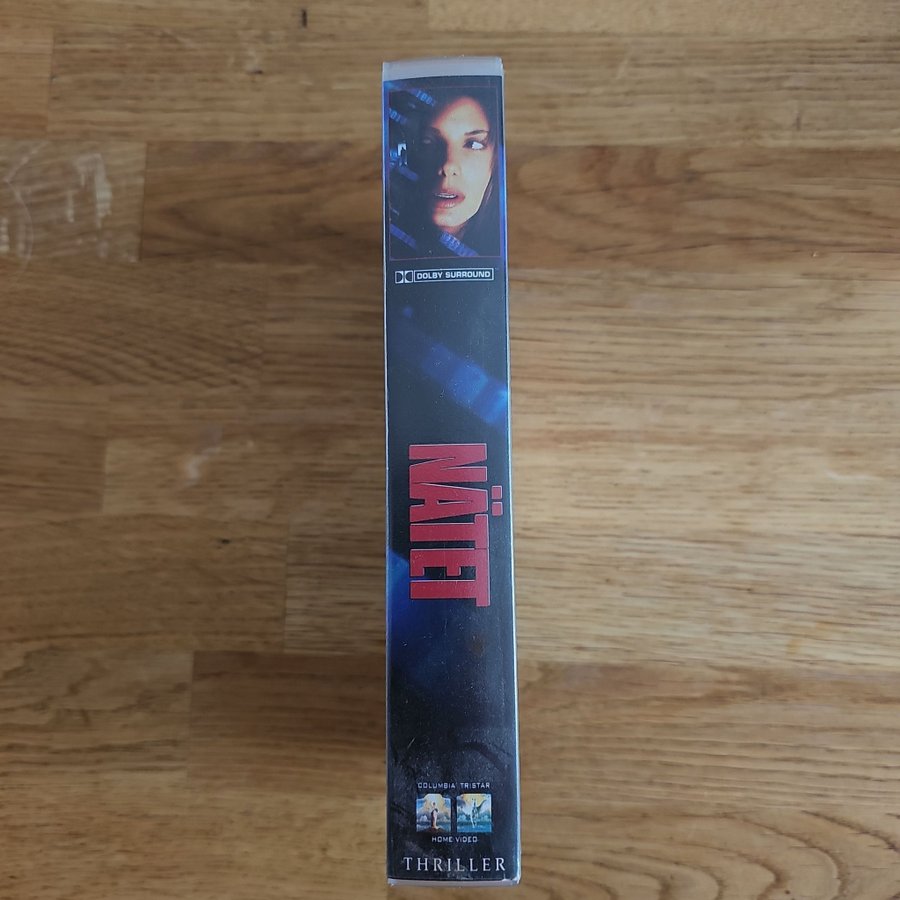 DOLBY SURROUND
NÄTET
COLUMBIA TRISTAR
HOME VIDEO
THRILLER